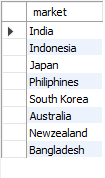 market
India
Indonesia
Japan
Philiphines
South Korea
Australia
Newzealand
Bangladesh